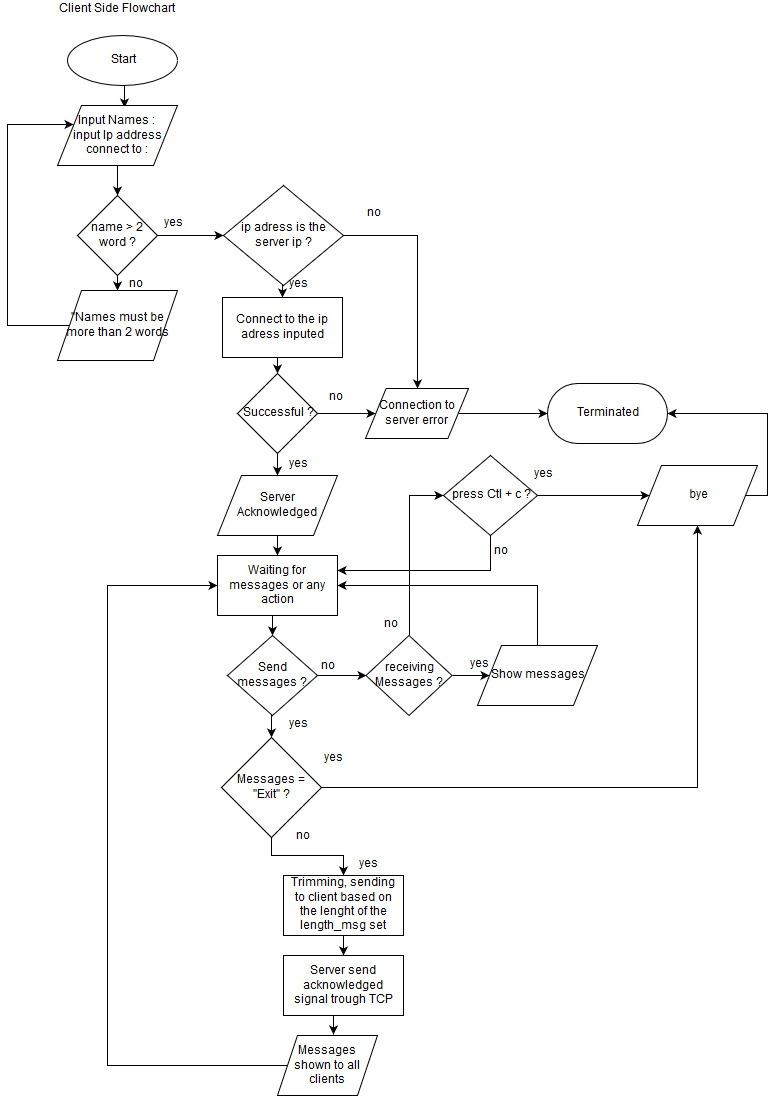 Client Side Flowchart
Start
Input Names :
input Ip address
connect to :
name > 2
word ?
yes
ip adress is the
server ip ?
no
no
"Names must be
more than 2 words
yes
Connect to the ip
adress inputed
Successful ?
no
Connection to
server error
Terminated
yes
Server
Acknowledged
press Ctl + c ?
yes
bye
no
Waiting for
messages or any
action
Send
messages ?
no
receiving
Messages ?
no
yes
Show messages
yes
Messages =
"Exit" ?
yes
no
yes
Trimming, sending
to client based on
the lenght of the
length_msg set
Server send
acknowledged
signal trough TCP
Messages
shown to all
clients